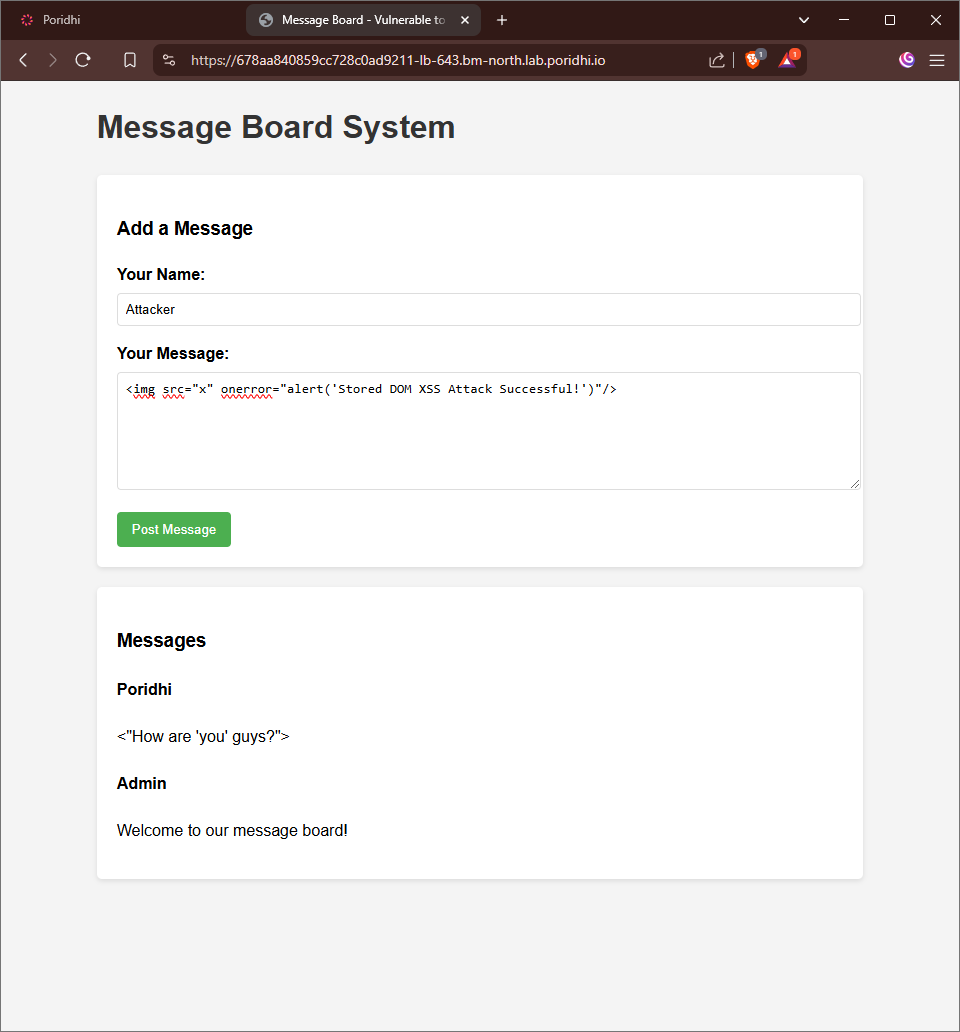 Poridhi
Message Board - Vulnerable to
https://678aa840859cc728c0ad9211-lb-643.bm-north.lab.poridhi.io
1
1
Message Board System
Add a Message
Your Name:
Attacker
Your Message:
<img src="x" onerror="alert('Stored DOM XSS Attack Successful!')"/>
Post Message
Messages
Poridhi
<"How are 'you' guys?">
Admin
Welcome to our message board!